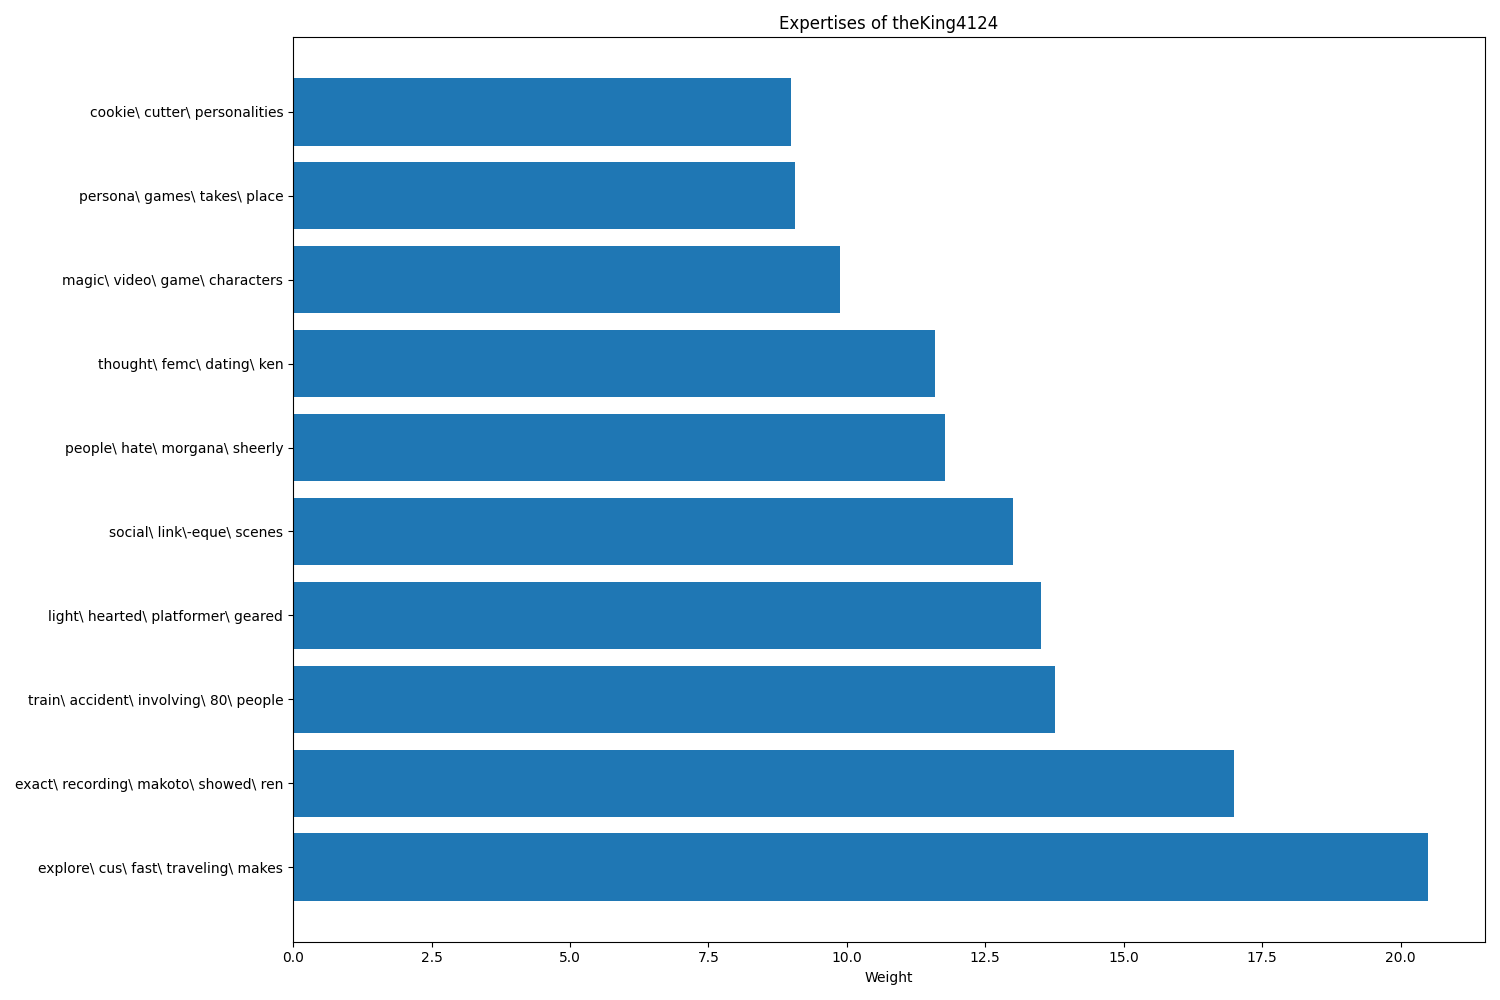 Expertises of theKing4124
cookie\ cutter\ personalities
persona\ games\ takes\ place
magic\ video\ game\ characters
thought\ femc\ dating\ ken
people\ hate\ morgana\ sheerly
social\ link\-eque\ scenes
light\ hearted\ platformer\ geared
train\ accident\ involving\ 80\ people
exact\ recording\ makoto\ showed\ ren
explore\ cus\ fast\ traveling\ makes
0.0 2.5 5.0 7.5 10.0 12.5 15.0 17.5 20.0
Weight